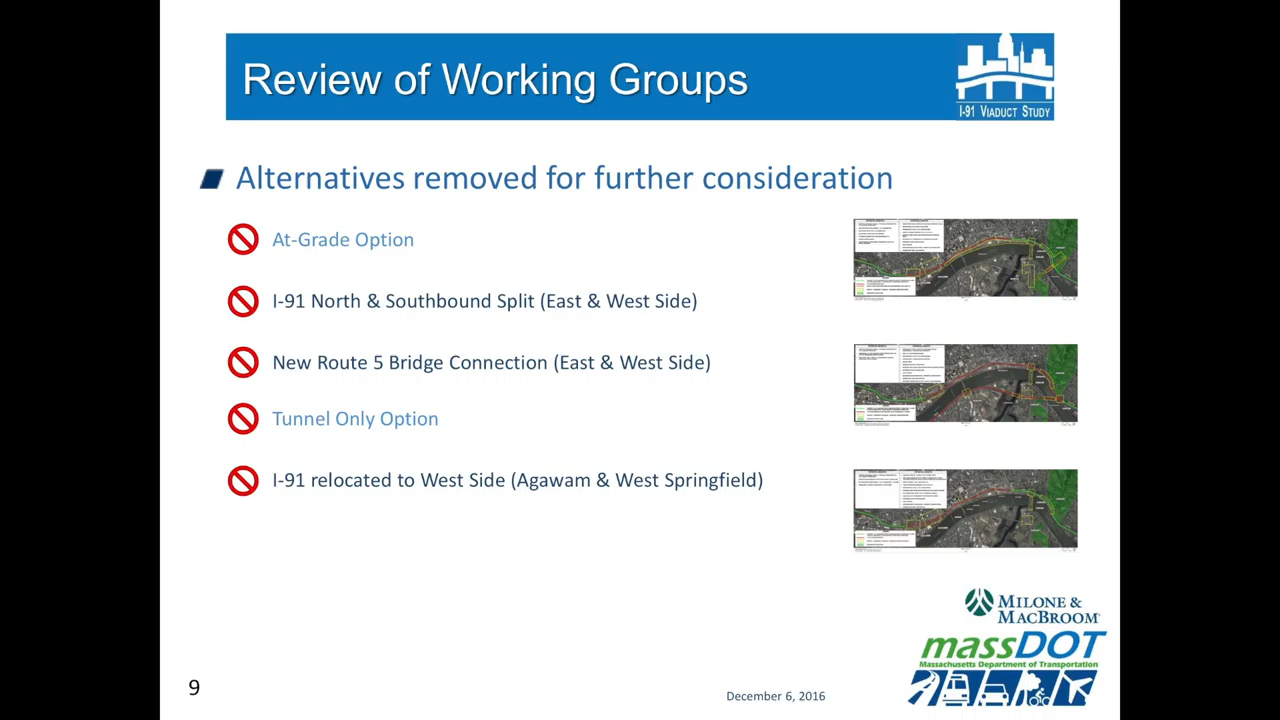 Review of Working Groups
I-91 VIADUCT STUDY
Alternatives removed for further consideration
At-Grade Option
I-91 North & Southbound Split (East & West Side)
New Route 5 Bridge Connection (East & West Side)
Tunnel Only Option
I-91 relocated to West Side (Agawam & West Springfield)
MILONE &
MACBROOM
massDOT
Massachusetts Department of Transportation
9
December 6, 2016